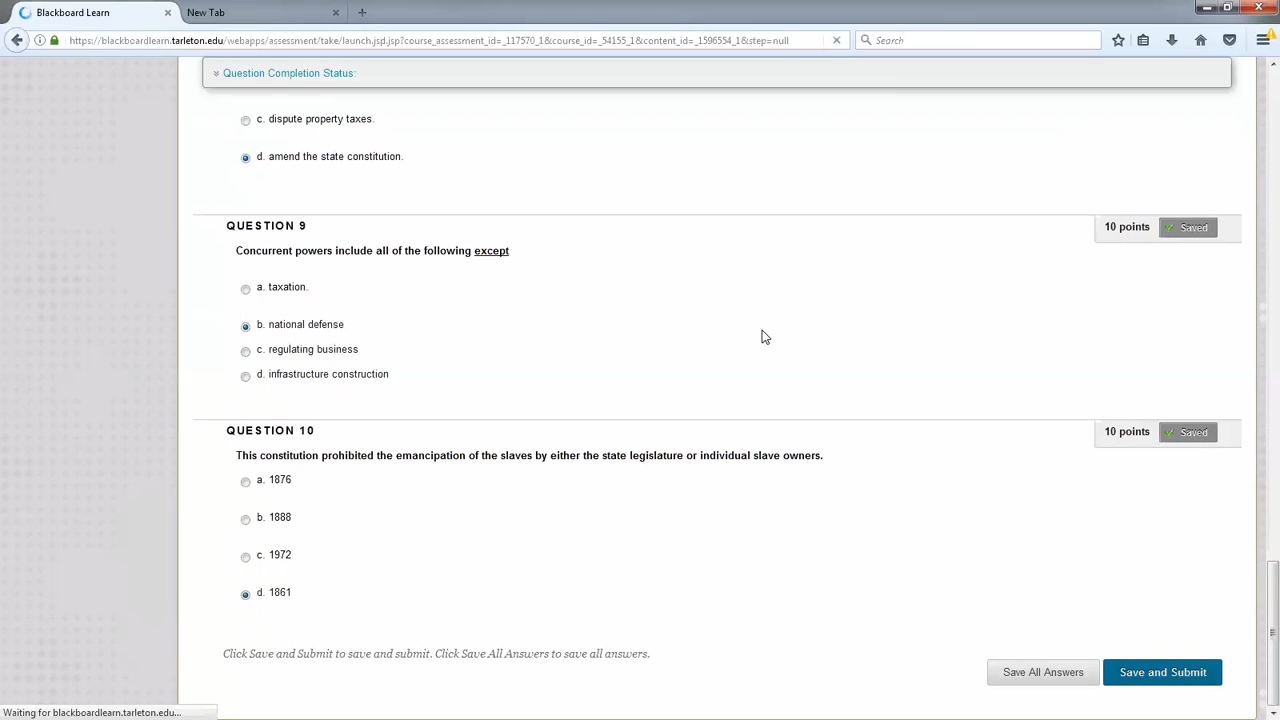 Blackboard Learn
New Tab
https://blackboardlearn.tarleton.edu/webapps/assessment/take/launch.jsp.jsp?course_assessment_id=_117570_1&course_id=_54155_1&content_id=_1596554_1&step=null
Search
Question Completion Status:
c. dispute property taxes.
d. amend the state constitution.
QUESTION 9
10 points
Saved
Concurrent powers include all of the following except
a. taxation.
b. national defense
c. regulating business
d. infrastructure construction
QUESTION 10
10 points
Saved
This constitution prohibited the emancipation of the slaves by either the state legislature or individual slave owners.
a. 1876
b. 1888
c. 1972
d. 1861
Click Save and Submit to save and submit. Click Save All Answers to save all answers.
Save All Answers
Save and Submit
Waiting for blackboardlearn.tarleton.edu...